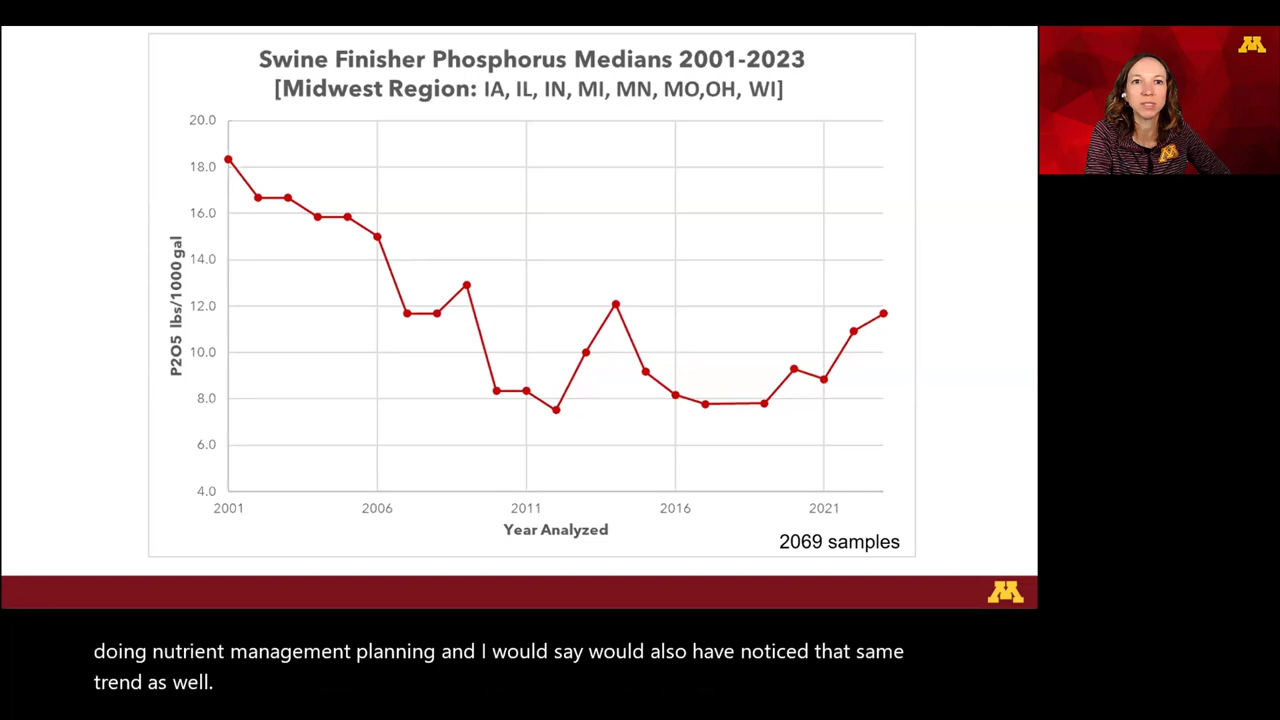 Swine Finisher Phosphorus Medians 2001-2023
[Midwest Region: IA, IL, IN, MI, MN, MO,OH, WI]
20.0
18.0
16.0
14.0
12.0
10.0
8.0
6.0
4.0
P2O5 lbs/1000 gal
2001
2006
2011
2016
2021
Year Analyzed
2069 samples
M
M
M
doing nutrient management planning and I would say would also have noticed that same
trend as well.